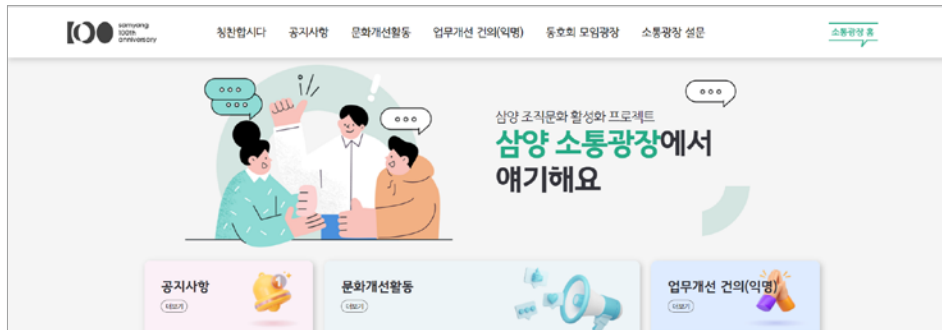 samyang
100th
anniversary
칭찬합시다 공지사항 문화개선활동 업무개선 건의(익명) 동호회 모임광장 소통광장 설문
소통광장 홈
삼양 조직문화 활성화 프로젝트
삼양 소통광장에서
얘기해요
공지사항
더보기
문화개선활동
더보기
업무개선 건의(익명)
더보기